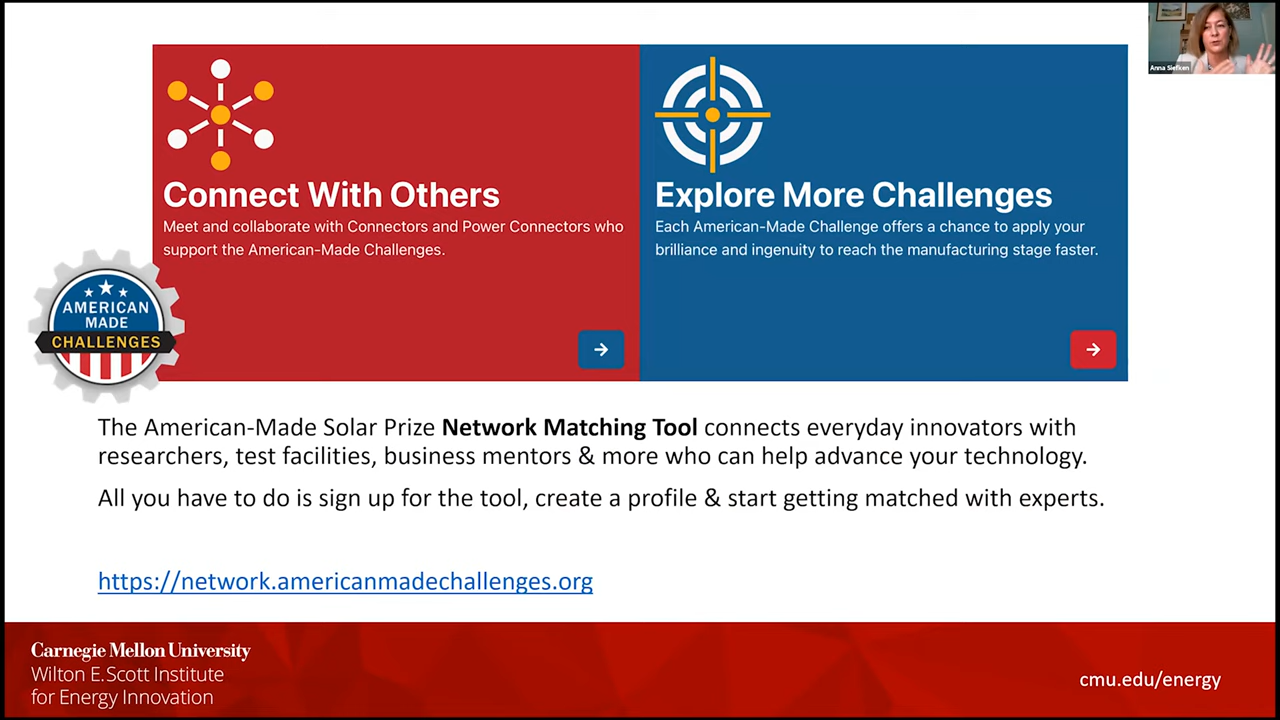 Anna Siefken
Connect With Others
Meet and collaborate with Connectors and Power Connectors who
support the American-Made Challenges.
Explore More Challenges
Each American-Made Challenge offers a chance to apply your
brilliance and ingenuity to reach the manufacturing stage faster.
AMERICAN
MADE
CHALLENGES
The American-Made Solar Prize Network Matching Tool connects everyday innovators with
researchers, test facilities, business mentors & more who can help advance your technology.
All you have to do is sign up for the tool, create a profile & start getting matched with experts.
https://network.americanmadechallenges.org
Carnegie Mellon University
Wilton E. Scott Institute
for Energy Innovation
cmu.edu/energy